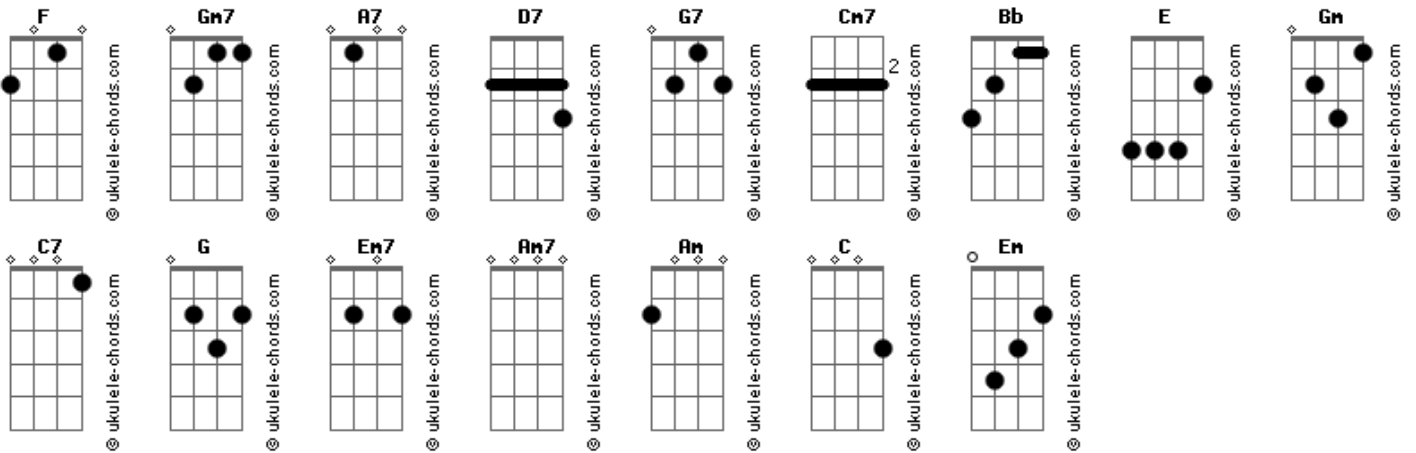 F Gm7 A7 D7 G7 Cm7 Bb E Gm
2
© ukulele-chords.com © ukulele-chords.com © ukulele-chords.com © ukulele-chords.com © ukulele-chords.com © ukulele-chords.com © ukulele-chords.com © ukulele-chords.com © ukulele-chords.com
C7 G Em7 Am7 Am C Em
© ukulele-chords.com © ukulele-chords.com © ukulele-chords.com © ukulele-chords.com © ukulele-chords.com © ukulele-chords.com © ukulele-chords.com